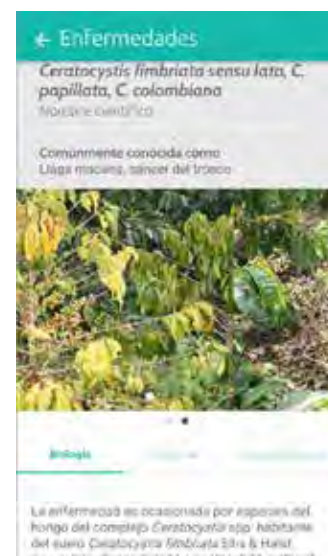 ← Enfermedades
Ceratocystis fimbriata sensu lata, C.
papillata, C. colombiana
Nombre científico
Comúnmente conocida como
Llaga macana, cáncer del tronco
Biología
La enfermedad es ocasionada por especies del
hongo del complejo Ceratocystis spp. habitante
del suelo Ceratocystis fimbriata Ellis & Halst